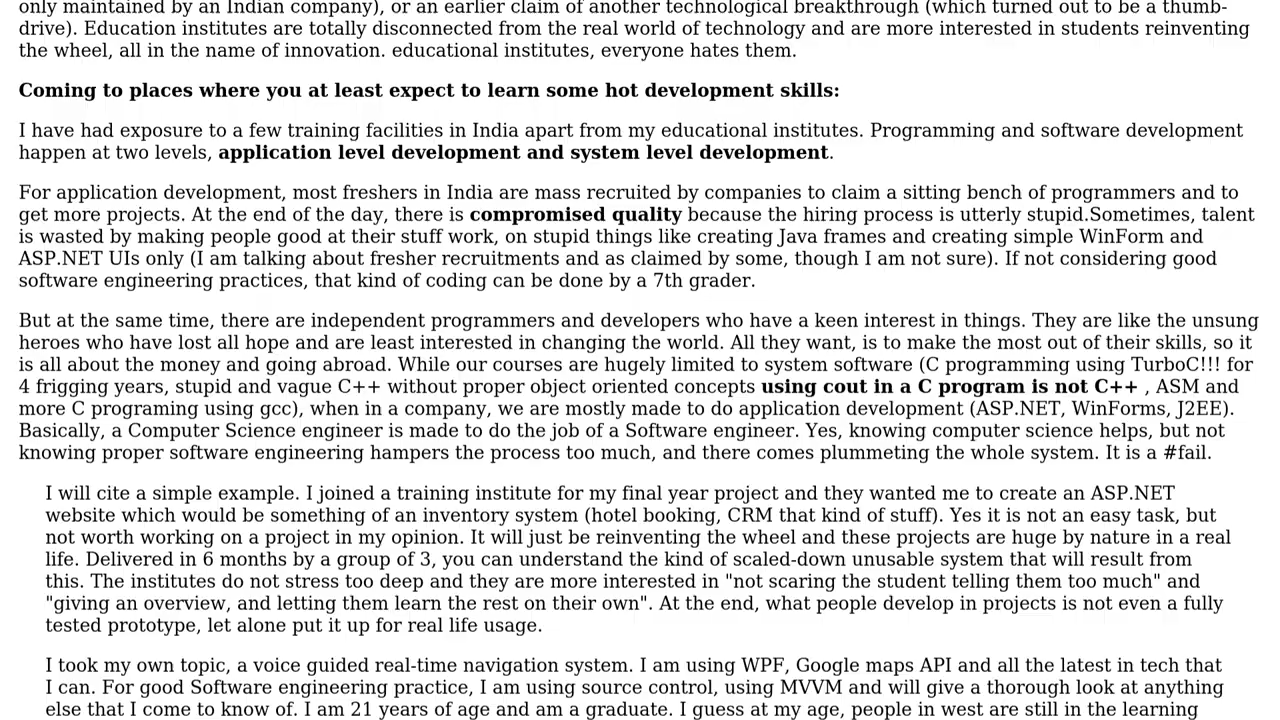 only maintained by an Indian company), or an earlier claim of another technological breakthrough (which turned out to be a thumb-
drive). Education institutes are totally disconnected from the real world of technology and are more interested in students reinventing
the wheel, all in the name of innovation. educational institutes, everyone hates them.
Coming to places where you at least expect to learn some hot development skills:
I have had exposure to a few training facilities in India apart from my educational institutes. Programming and software development
happen at two levels, application level development and system level development.
For application development, most freshers in India are mass recruited by companies to claim a sitting bench of programmers and to
get more projects. At the end of the day, there is compromised quality because the hiring process is utterly stupid.Sometimes, talent
is wasted by making people good at their stuff work, on stupid things like creating Java frames and creating simple WinForm and
ASP.NET UIs only (I am talking about fresher recruitments and as claimed by some, though I am not sure). If not considering good
software engineering practices, that kind of coding can be done by a 7th grader.
But at the same time, there are independent programmers and developers who have a keen interest in things. They are like the unsung
heroes who have lost all hope and are least interested in changing the world. All they want, is to make the most out of their skills, so it
is all about the money and going abroad. While our courses are hugely limited to system software (C programming using TurboC!!! for
4 frigging years, stupid and vague C++ without proper object oriented concepts using cout in a C program is not C++ , ASM and
more C programing using gcc), when in a company, we are mostly made to do application development (ASP.NET, WinForms, J2EE).
Basically, a Computer Science engineer is made to do the job of a Software engineer. Yes, knowing computer science helps, but not
knowing proper software engineering hampers the process too much, and there comes plummeting the whole system. It is a #fail.
I will cite a simple example. I joined a training institute for my final year project and they wanted me to create an ASP.NET
website which would be something of an inventory system (hotel booking, CRM that kind of stuff). Yes it is not an easy task, but
not worth working on a project in my opinion. It will just be reinventing the wheel and these projects are huge by nature in a real
life. Delivered in 6 months by a group of 3, you can understand the kind of scaled-down unusable system that will result from
this. The institutes do not stress too deep and they are more interested in "not scaring the student telling them too much" and
"giving an overview, and letting them learn the rest on their own". At the end, what people develop in projects is not even a fully
tested prototype, let alone put it up for real life usage.
I took my own topic, a voice guided real-time navigation system. I am using WPF, Google maps API and all the latest in tech that
I can. For good Software engineering practice, I am using source control, using MVVM and will give a thorough look at anything
else that I come to know of. I am 21 years of age and am a graduate. I guess at my age, people in west are still in the learning